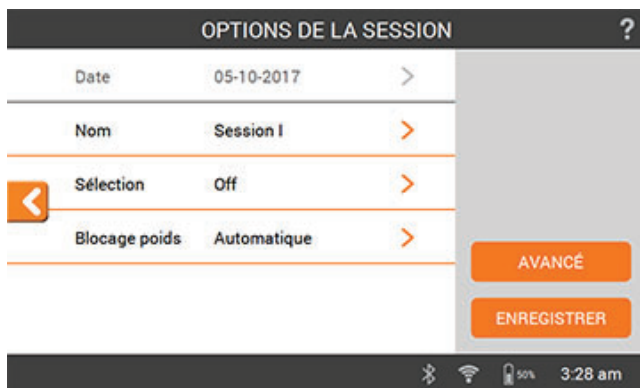 OPTIONS DE LA SESSION ?
Date 05-10-2017
Nom Session I
Sélection Off
Blocage poids Automatique
AVANCÉ
ENREGISTRER
50% 3:28 am